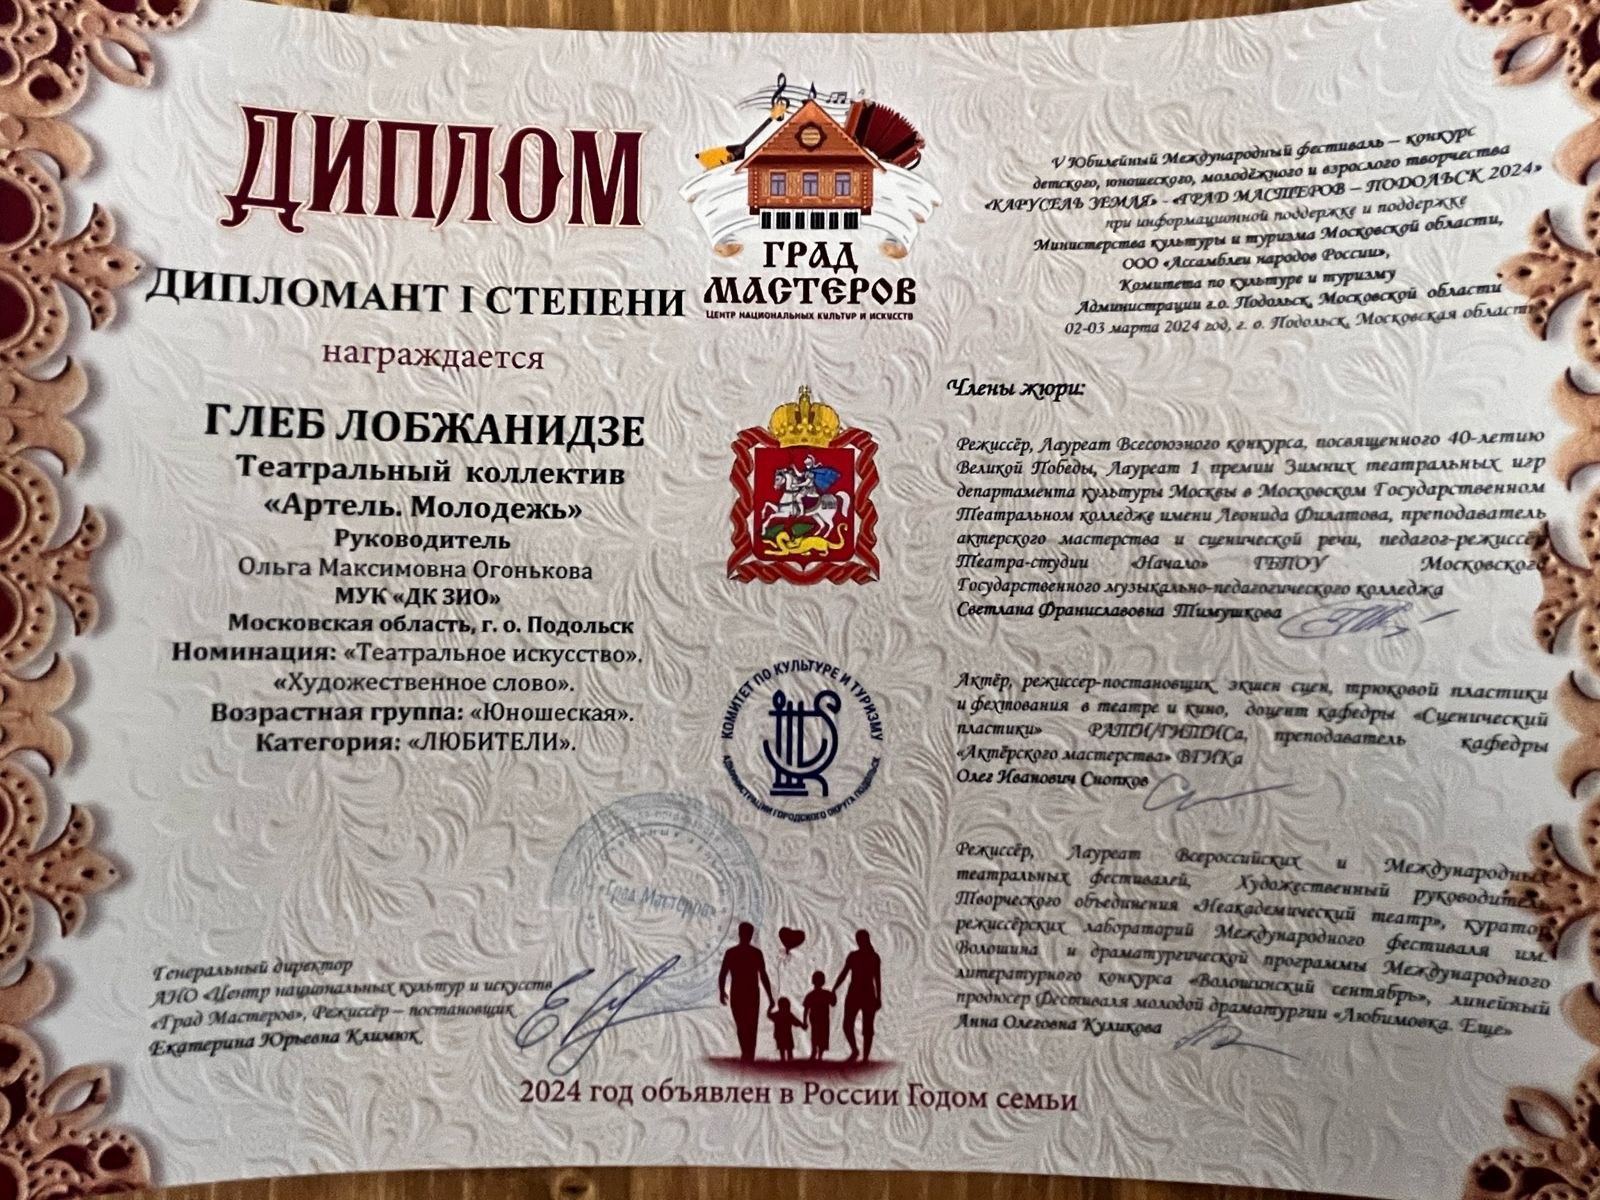 ДИПЛОМ
ДИПЛОМАНТ I СТЕПЕНИ
награждается
ГЛЕБ ЛОБЖАНИДЗЕ
Театральный коллектив
«Артель. Молодежь»
Руководитель
Ольга Максимовна Огонькова
МУК «ДК ЗИО»
Московская область, г. о. Подольск
Номинация: «Театральное искусство».
«Художественное слово».
Возрастная группа: «Юношеская».
Категория: «ЛЮБИТЕЛИ».
Генеральный директор
АНО «Центр национальных культур и искусств
«Град Мастеров», Режиссёр – постановщик
Екатерина Юрьевна Климюк
ГРАД
МАСТЕРОВ
ЦЕНТР НАЦИОНАЛЬНЫХ КУЛЬТУР И ИСКУССТВ
КОМИТЕТ ПО КУЛЬТУРЕ И ТУРИЗМУ
АДМИНИСТРАЦИИ ГОРОДСКОГО ОКРУГА ПОДОЛЬСК
«Град Мастеров»
V Юбилейный Международный фестиваль – конкурс
детского, юношеского, молодёжного и взрослого творчества
«КАРУСЕЛЬ ЗЕМЛЯ» - «ГРАД МАСТЕРОВ – ПОДОЛЬСК 2024»
при информационной поддержке и поддержке
Министерства культуры и туризма Московской области,
ООО «Ассамблеи народов России»,
Комитета по культуре и туризму
Администрации г.о. Подольск, Московской области
02-03 марта 2024 год, г. о. Подольск, Московская область
Члены жюри:
Режиссёр, Лауреат Всесоюзного конкурса, посвященного 40-летию
Великой Победы, Лауреат 1 премии Зимних театральных игр
департамента культуры Москвы в Московском Государственном
Театральном колледже имени Леонида Филатова, преподаватель
актерского мастерства и сценической речи, педагог-режиссёр
Театра-студии «Начало» ГБПОУ Московского
Государственного музыкально-педагогического колледжа
Светлана Франиславовна Тимушкова
Актёр, режиссер-постановщик экшен сцен, трюковой пластики
и фехтования в театре и кино, доцент кафедры «Сценический
пластики» РАТИ/ГИТИСа, преподаватель кафедры
«Актёрского мастерства» ВГИКа
Олег Иванович Снопков
Режиссёр, Лауреат Всероссийских и Международных
театральных фестивалей, Художественный руководитель
Творческого объединения «Неакадемический театр», куратор
режиссёрских лабораторий Международного фестиваля им.
Волошина и драматургической программы Международного
литературного конкурса «Волошинский сентябрь», линейный
продюсер Фестиваля молодой драматургии «Любимовка. Еще»
Анна Олеговна Куликова
2024 год объявлен в России Годом семьи